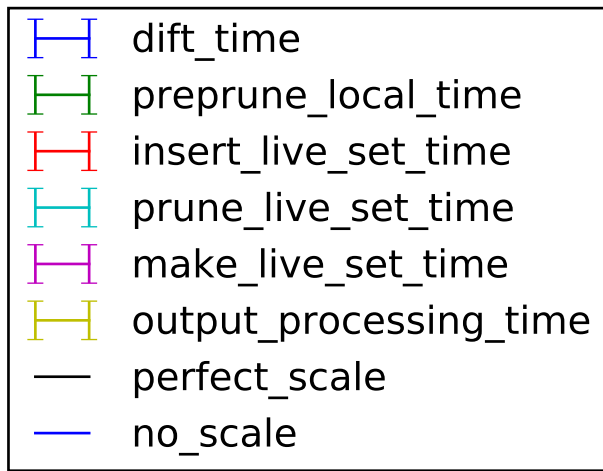 dift_time
preprune_local_time
insert_live_set_time
prune_live_set_time
make_live_set_time
output_processing_time
perfect_scale
no_scale